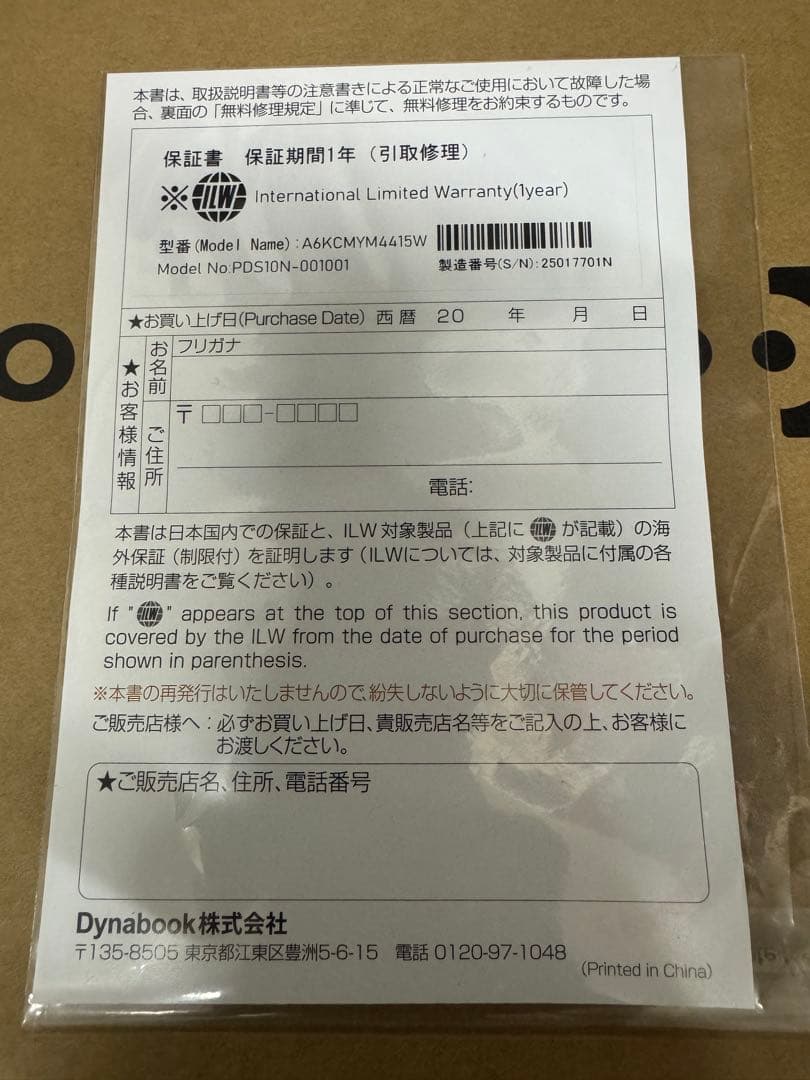 本書は、取扱説明書等の注意書きによる正常なご使用において故障した場
合、裏面の「無料修理規定」に準じて、無料修理をお約束するものです。
保証書 保証期間1年（引取修理）
※ILW International Limited Warranty(1year)
型番(Model Name):A6KCMYM4415W
Model No:PDS10N-001001
製造番号(S/N):25017701N
★お買い上げ日(Purchase Date) 西暦 20 年 月 日
★お客様情報
お名前
フリガナ
ご住所
〒□□□-□□□□
電話:
本書は日本国内での保証と、ILW対象製品（上記にILWが記載）の海
外保証（制限付）を証明します（ILWについては、対象製品に付属の各
種説明書をご覧ください）。
If "ILW" appears at the top of this section, this product is
covered by the ILW from the date of purchase for the period
shown in parenthesis.
※本書の再発行はいたしませんので、紛失しないように大切に保管してください。
ご販売店様へ：必ずお買い上げ日、貴販売店名等をご記入の上、お客様に
お渡しください。
★ご販売店名、住所、電話番号
Dynabook株式会社
〒135-8505 東京都江東区豊洲5-6-15 電話 0120-97-1048
(Printed in China)